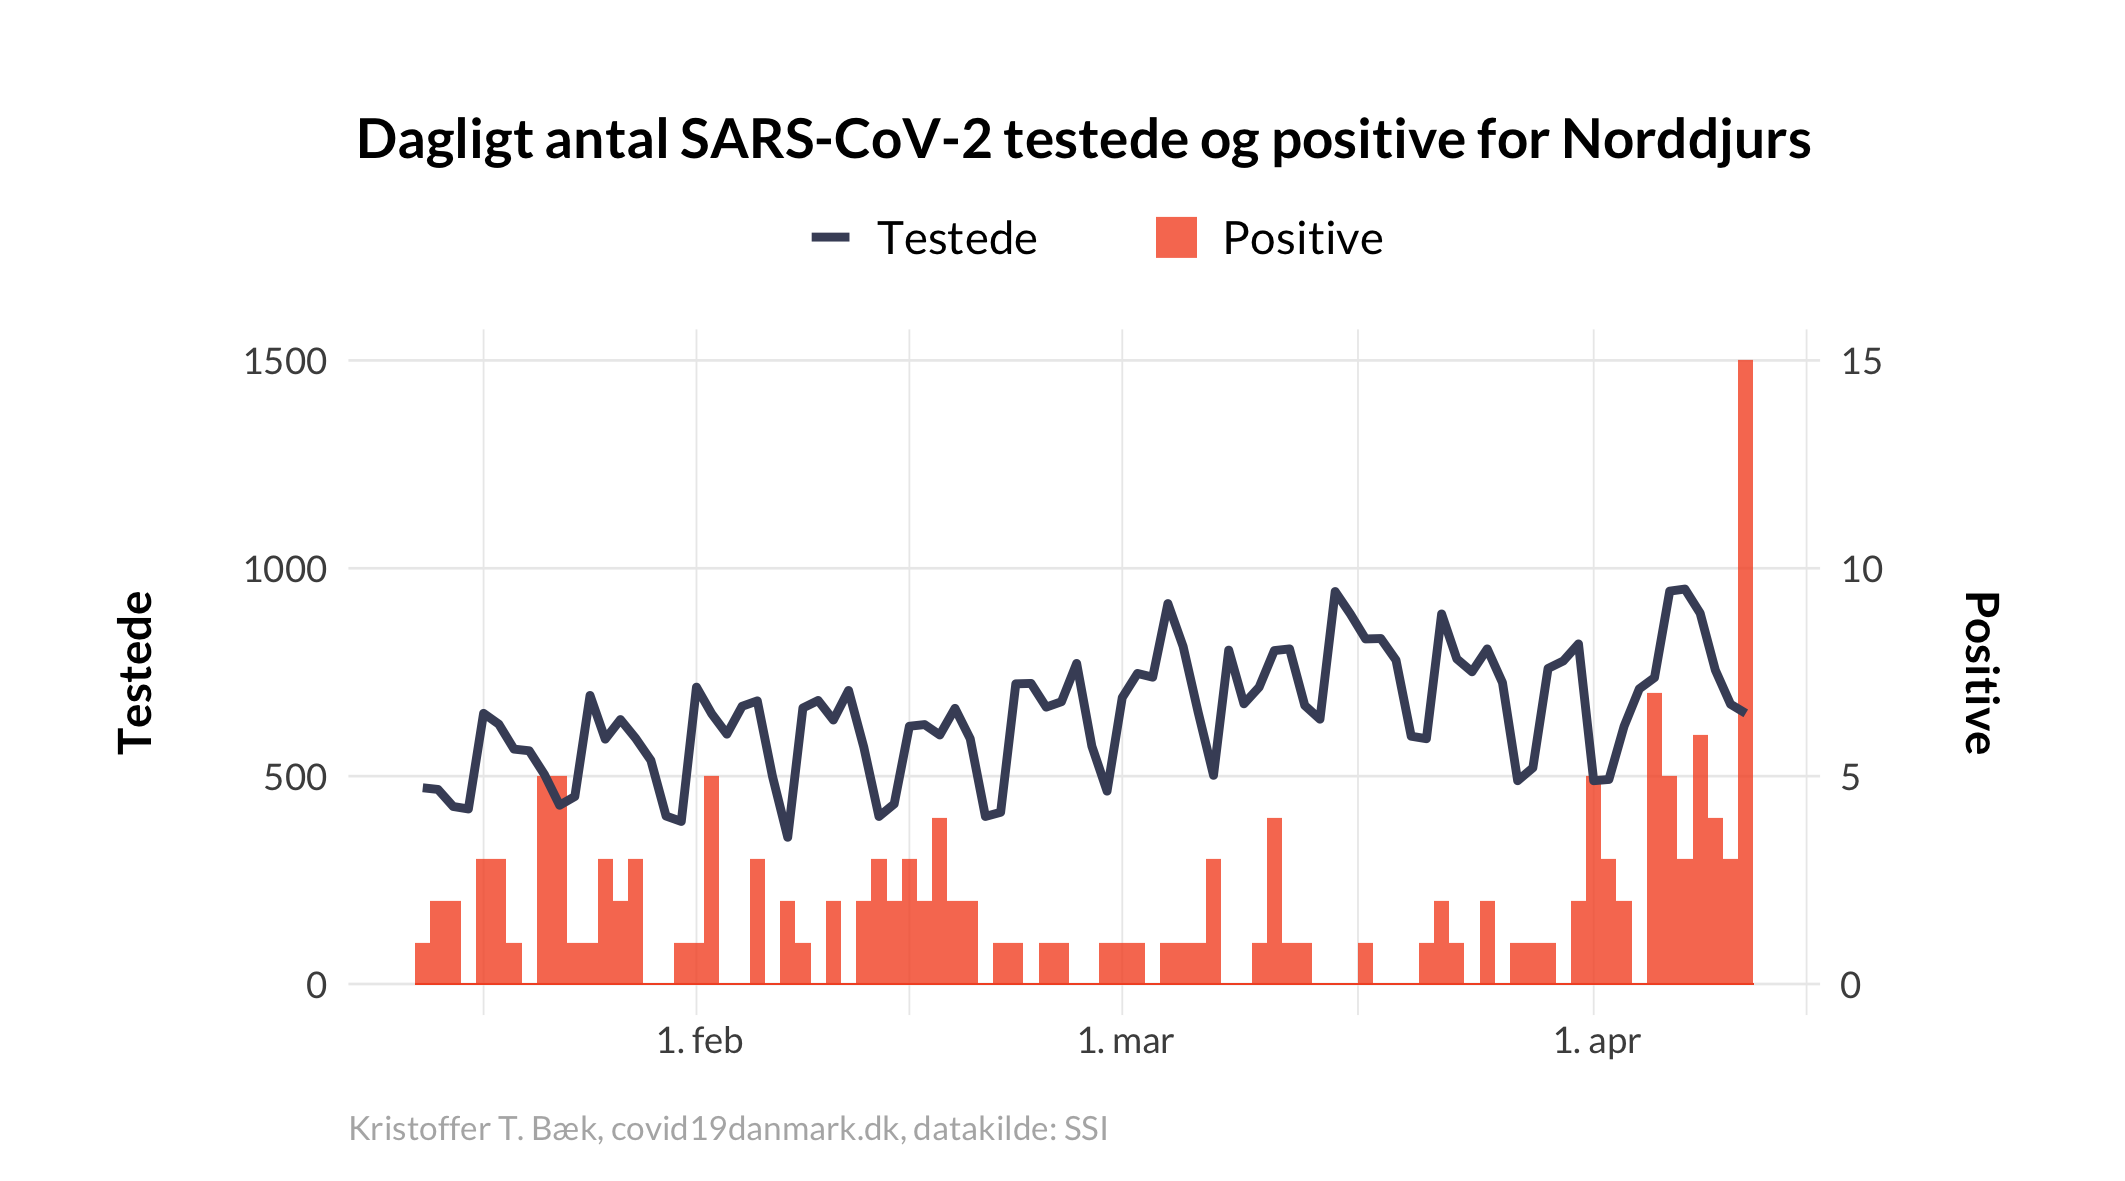 Dagligt antal SARS-CoV-2 testede og positive for Norddjurs
Testede
Positive
1500
1000
500
0
Testede
15
10
5
0
Positive
1. feb
1. mar
1. apr
Kristoffer T. Bæk, covid19danmark.dk, datakilde: SSI